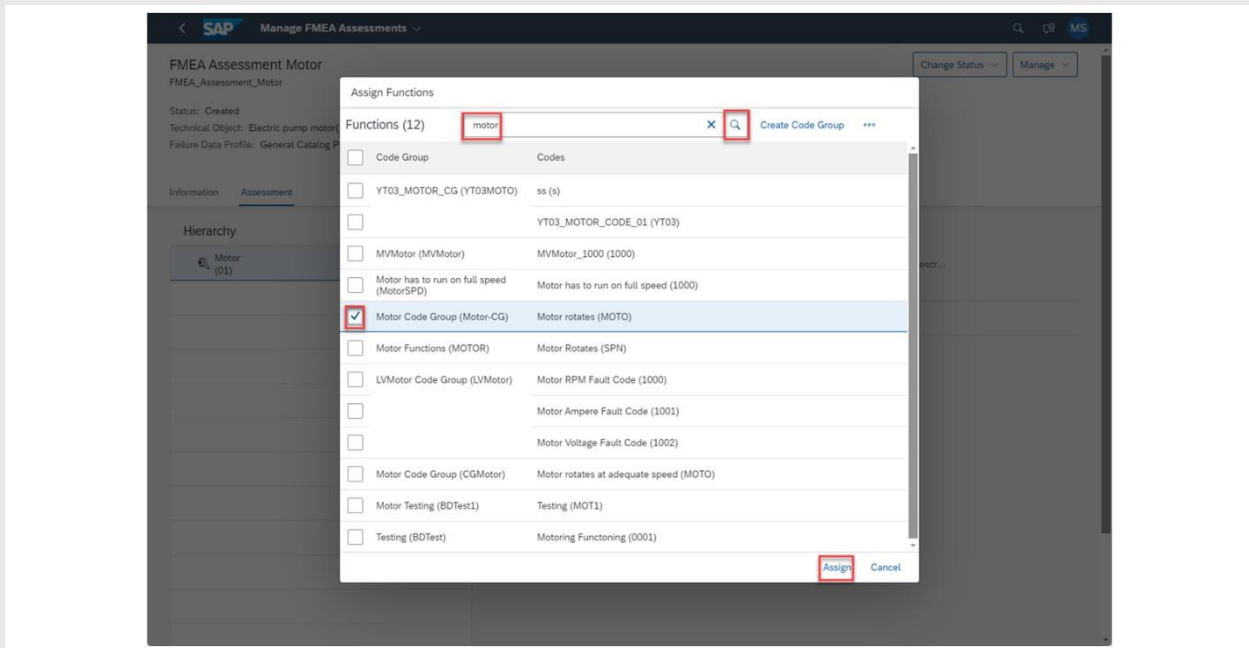 SAP Manage FMEA Assessments
MS
FMEA Assessment Motor
Change Status
Manage
FMEA_Assessment_Motor
Status: Created
Technical Object: Electric pump motor(
Failure Data Profile: General Catalog P
Information Assessment
Hierarchy
Motor
(01)
escr...
Assign Functions
Functions (12) motor Create Code Group
Code Group Codes
YT03_MOTOR_CG (YT03MOTO) ss (s)
YT03_MOTOR_CODE_01 (YT03)
MVMotor (MVMotor) MVMotor_1000 (1000)
Motor has to run on full speed
(MotorSPD) Motor has to run on full speed (1000)
Motor Code Group (Motor-CG) Motor rotates (MOTO)
Motor Functions (MOTOR) Motor Rotates (SPN)
LVMotor Code Group (LVMotor) Motor RPM Fault Code (1000)
Motor Ampere Fault Code (1001)
Motor Voltage Fault Code (1002)
Motor Code Group (CGMotor) Motor rotates at adequate speed (MOTO)
Motor Testing (BDTest1) Testing (MOT1)
Testing (BDTest) Motoring Functoning (0001)
Assign Cancel